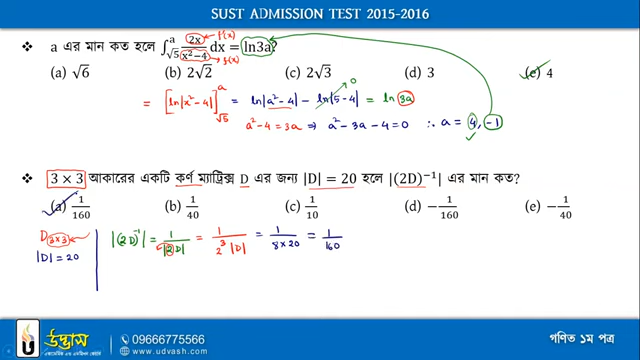 SUST ADMISSION TEST 2015-2016
❖ a এর মান কত হলে ∫√5^a 2x/(x²−4) dx = ln3a?
f'(x)
f(x)
(a) √6 (b) 2√2 (c) 2√3 (d) 3 (e) 4
= [ln|x²−4|]√5^a = ln|a²−4| − ln|5−4| = ln 3a
0
a²−4=3a ⇒ a²−3a−4=0 ∴ a = 4, −1
❖ 3 × 3 আকারের একটি কর্ণ ম্যাট্রিক্স D এর জন্য |D| = 20 হলে |(2D)⁻¹| এর মান কত?
(a) 1/160 (b) 1/40 (c) 1/10 (d) −1/160 (e) −1/40
D 3×3
|(2D)⁻¹| = 1/|2D| = 1/(2³|D|) = 1/(8×20) = 1/160
|D| = 20
উদ্ভাস
09666775566
www.udvash.com
গণিত ১ম পত্র